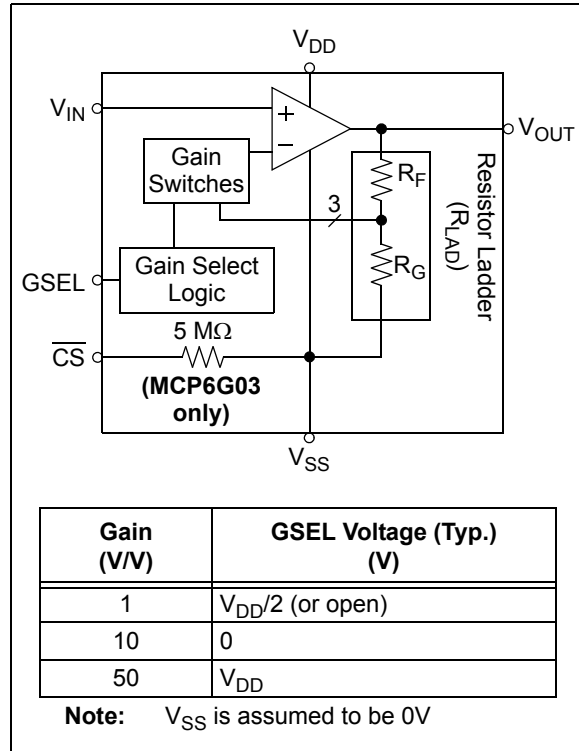 V_DD
V_IN
+
−
V_OUT
Gain
Switches
R_F
3
Resistor Ladder
(R_LAD)
GSEL
Gain Select
Logic
R_G
5 MΩ
CS̅
(MCP6G03
only)
V_SS
Gain
(V/V)
GSEL Voltage (Typ.)
(V)
1
V_DD/2 (or open)
10
0
50
V_DD
Note: V_SS is assumed to be 0V